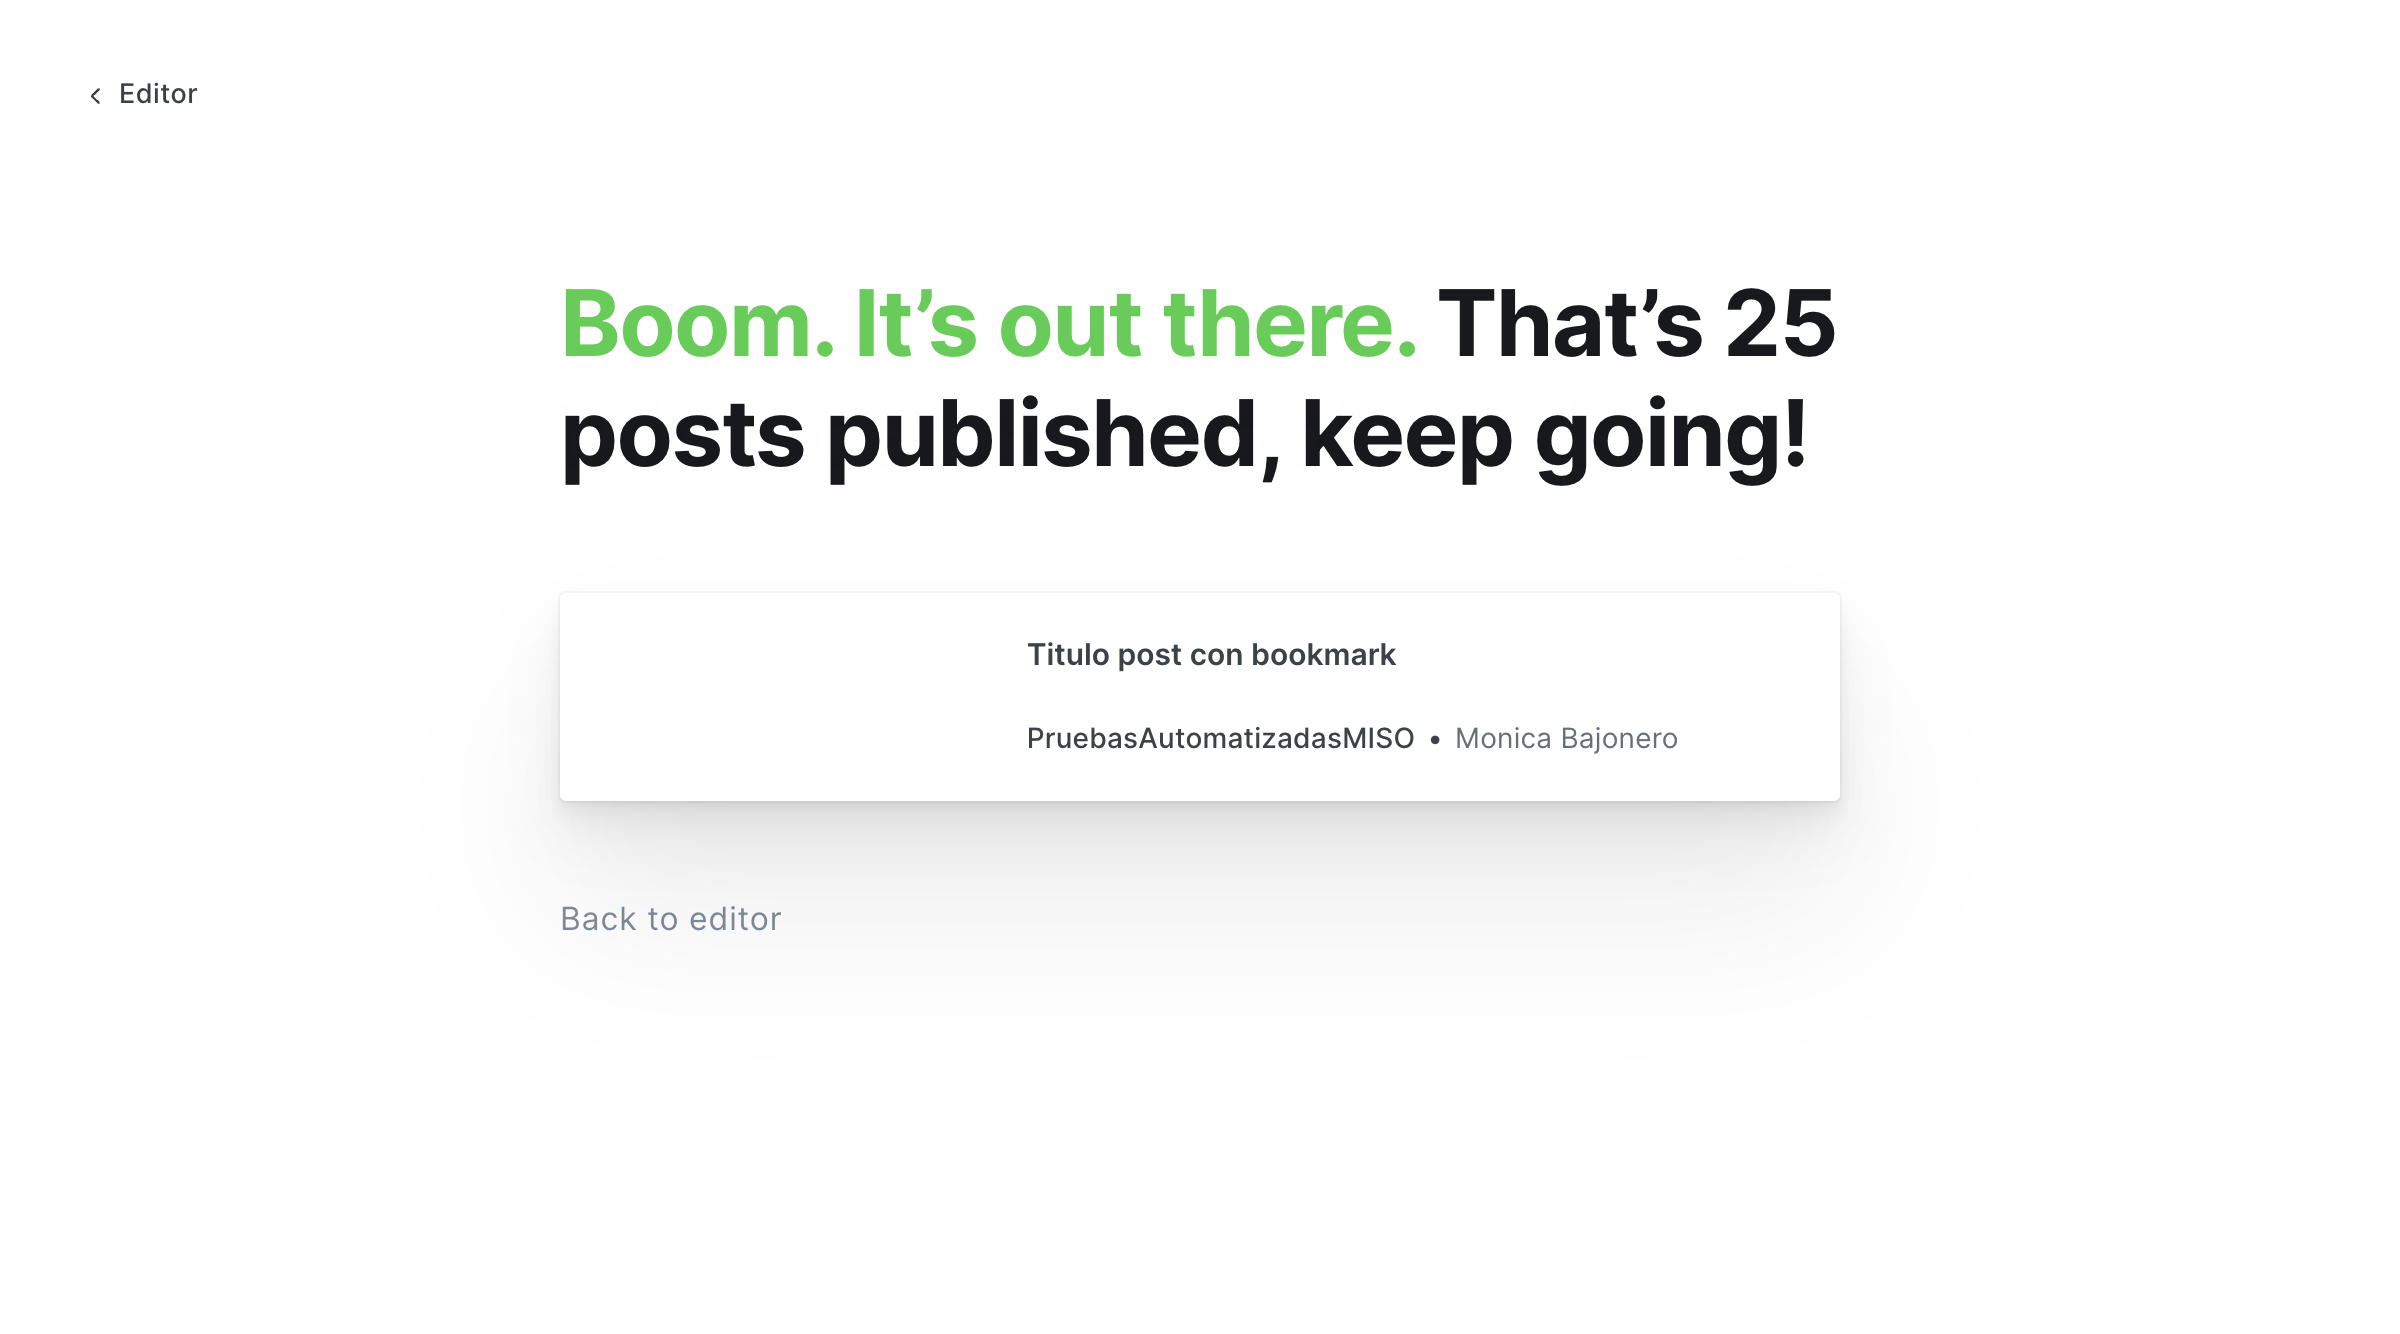 Editor
Boom. It’s out there. That’s 25
posts published, keep going!
Titulo post con bookmark
PruebasAutomatizadasMISO • Monica Bajonero
Back to editor